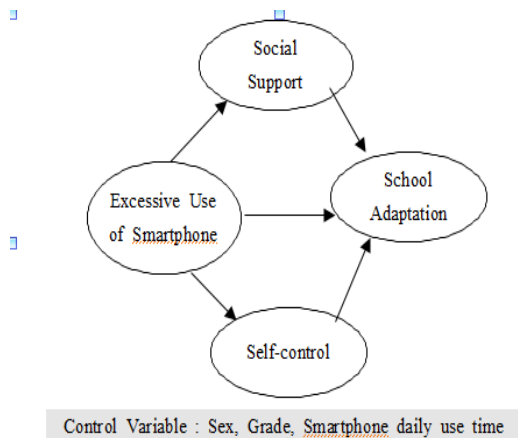 Social
Support
Excessive Use
of Smartphone
School
Adaptation
Self-control
Control Variable : Sex, Grade, Smartphone daily use time